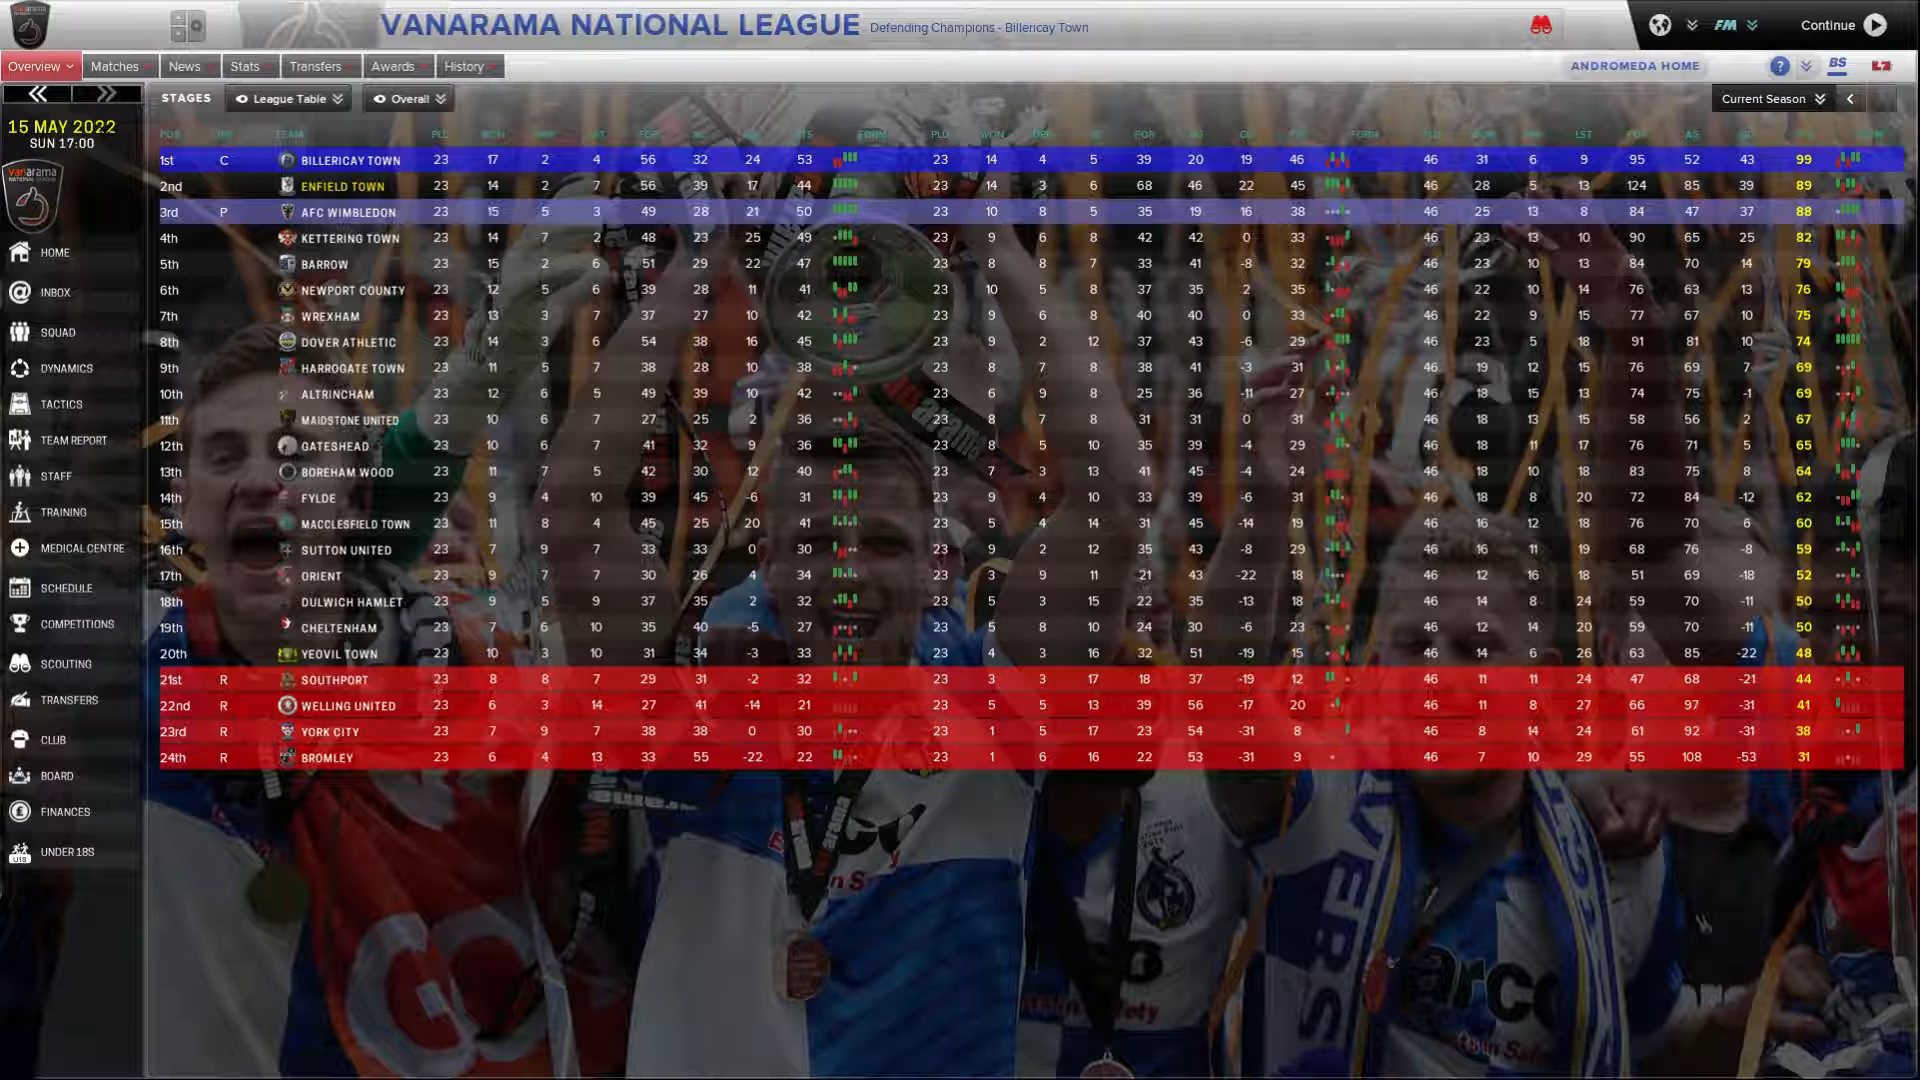 VANARAMA NATIONAL LEAGUE Defending Champions - Billericay Town FM Continue
Overview Matches News Stats Transfers Awards History ANDROMEDA HOME ? BS
STAGES League Table Overall Current Season
15 MAY 2022
SUN 17:00
HOME
INBOX
SQUAD
DYNAMICS
TACTICS
TEAM REPORT
STAFF
TRAINING
MEDICAL CENTRE
SCHEDULE
COMPETITIONS
SCOUTING
TRANSFERS
CLUB
BOARD
FINANCES
UNDER 18S
1st C BILLERICAY TOWN 23 17 2 4 56 32 24 53 23 14 4 5 39 20 19 46 46 31 6 9 95 52 43 99
2nd ENFIELD TOWN 23 14 2 7 56 39 17 44 23 14 3 6 68 46 22 45 46 28 5 13 124 85 39 89
3rd P AFC WIMBLEDON 23 15 5 3 49 28 21 50 23 10 8 5 35 19 16 38 46 25 13 8 84 47 37 88
4th KETTERING TOWN 23 14 7 2 48 23 25 49 23 9 6 8 42 42 0 33 46 23 13 10 90 65 25 82
5th BARROW 23 15 2 6 51 29 22 47 23 8 8 7 33 41 -8 32 46 23 10 13 84 70 14 79
6th NEWPORT COUNTY 23 12 5 6 39 28 11 41 23 10 5 8 37 35 2 35 46 22 10 14 76 63 13 76
7th WREXHAM 23 13 3 7 37 27 10 42 23 9 6 8 40 40 0 33 46 22 9 15 77 67 10 75
8th DOVER ATHLETIC 23 14 3 6 54 38 16 45 23 9 2 12 37 43 -6 29 46 23 5 18 91 81 10 74
9th HARROGATE TOWN 23 11 5 7 38 28 10 38 23 8 7 8 38 41 -3 31 46 19 12 15 76 69 7 69
10th ALTRINCHAM 23 12 6 5 49 39 10 42 23 6 9 8 25 36 -11 27 46 18 15 13 74 75 -1 69
11th MAIDSTONE UNITED 23 10 6 7 27 25 2 36 23 8 7 8 31 31 0 31 46 18 13 15 58 56 2 67
12th GATESHEAD 23 10 6 7 41 32 9 36 23 8 5 10 35 39 -4 29 46 18 11 17 76 71 5 65
13th BOREHAM WOOD 23 11 7 5 42 30 12 40 23 7 3 13 41 45 -4 24 46 18 10 18 83 75 8 64
14th FYLDE 23 9 4 10 39 45 -6 31 23 9 4 10 33 39 -6 31 46 18 8 20 72 84 -12 62
15th MACCLESFIELD TOWN 23 11 8 4 45 25 20 41 23 5 4 14 31 45 -14 19 46 16 12 18 76 70 6 60
16th SUTTON UNITED 23 7 9 7 33 33 0 30 23 9 2 12 35 43 -8 29 46 16 11 19 68 76 -8 59
17th ORIENT 23 9 7 7 30 26 4 34 23 3 9 11 21 43 -22 18 46 12 16 18 51 69 -18 52
18th DULWICH HAMLET 23 9 5 9 37 35 2 32 23 5 3 15 22 35 -13 18 46 14 8 24 59 70 -11 50
19th CHELTENHAM 23 7 6 10 35 40 -5 27 23 5 8 10 24 30 -6 23 46 12 14 20 59 70 -11 50
20th YEOVIL TOWN 23 10 3 10 31 34 -3 33 23 4 3 16 32 51 -19 15 46 14 6 26 63 85 -22 48
21st R SOUTHPORT 23 8 8 7 29 31 -2 32 23 3 3 17 18 37 -19 12 46 11 11 24 47 68 -21 44
22nd R WELLING UNITED 23 6 3 14 27 41 -14 21 23 5 5 13 39 56 -17 20 46 11 8 27 66 97 -31 41
23rd R YORK CITY 23 7 9 7 38 38 0 30 23 1 5 17 23 54 -31 8 46 8 14 24 61 92 -31 38
24th R BROMLEY 23 6 4 13 33 55 -22 22 23 1 6 16 22 53 -31 9 46 7 10 29 55 108 -53 31